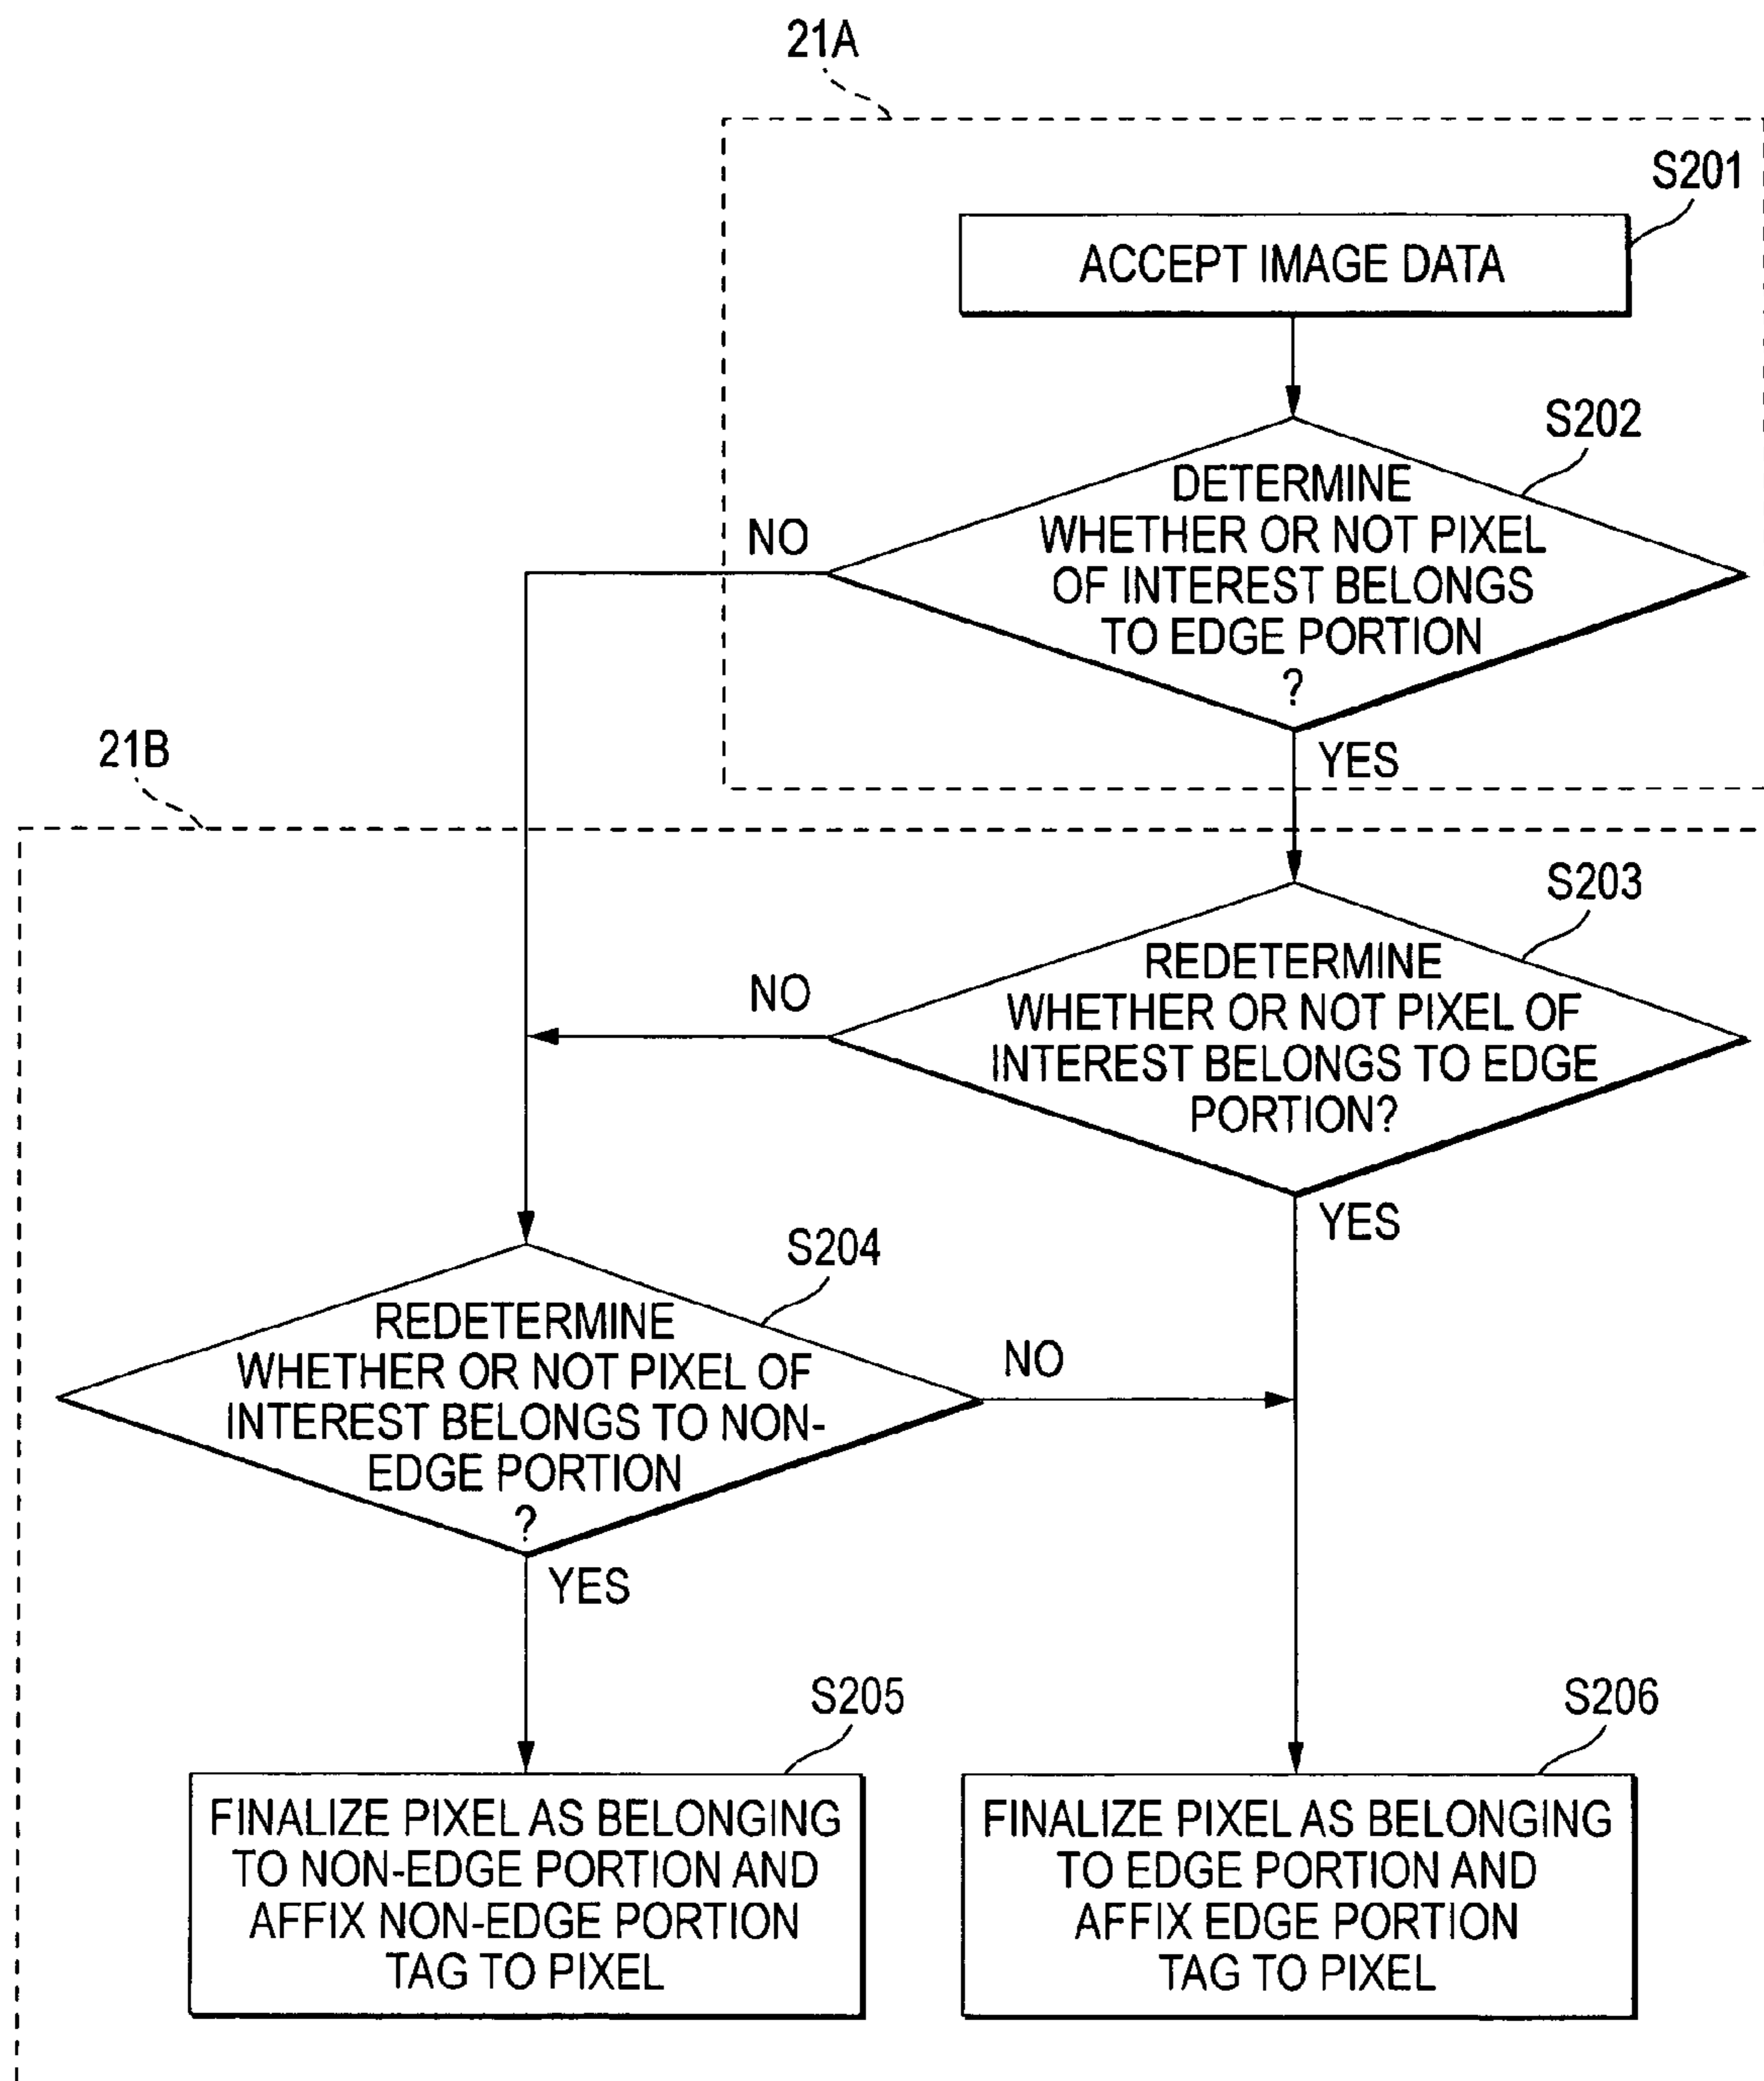 21A
S201
ACCEPT IMAGE DATA
S202
DETERMINE
WHETHER OR NOT PIXEL
OF INTEREST BELONGS
TO EDGE PORTION
?
NO
YES
21B
S203
REDETERMINE
WHETHER OR NOT PIXEL OF
INTEREST BELONGS TO EDGE
PORTION?
NO
YES
S204
REDETERMINE
WHETHER OR NOT PIXEL OF
INTEREST BELONGS TO NON-
EDGE PORTION
?
NO
YES
S205
FINALIZE PIXEL AS BELONGING
TO NON-EDGE PORTION AND
AFFIX NON-EDGE PORTION
TAG TO PIXEL
S206
FINALIZE PIXEL AS BELONGING
TO EDGE PORTION AND
AFFIX EDGE PORTION
TAG TO PIXEL